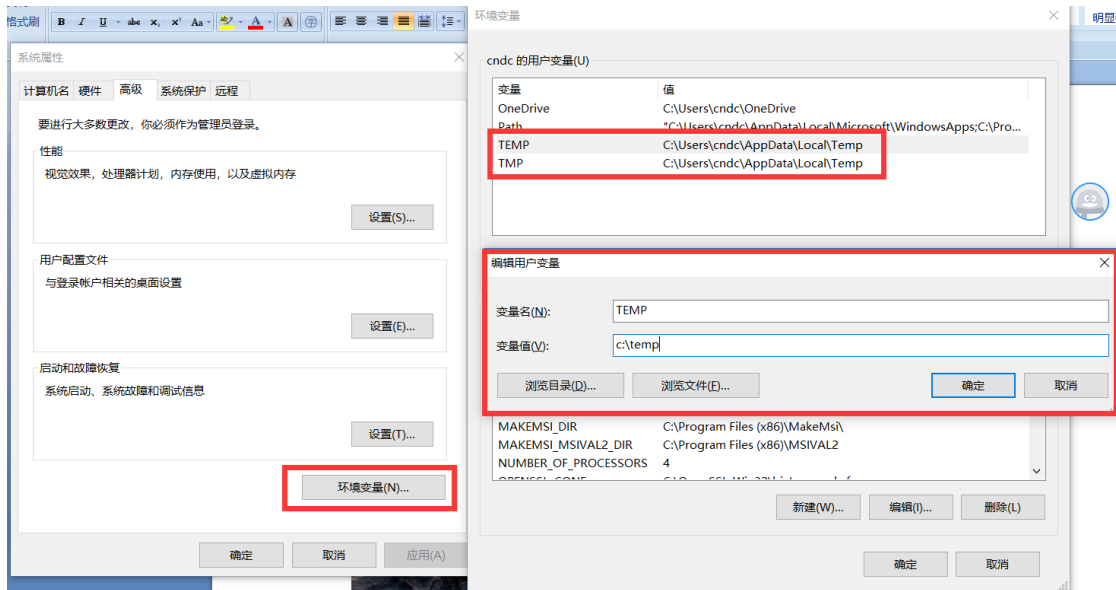 格式刷
B I U abc x₂ x² Aa ab A A 字
明显
系统属性
计算机名 硬件 高级 系统保护 远程
要进行大多数更改，你必须作为管理员登录。
性能
视觉效果，处理器计划，内存使用，以及虚拟内存
设置(S)...
用户配置文件
与登录帐户相关的桌面设置
设置(E)...
启动和故障恢复
系统启动、系统故障和调试信息
设置(T)...
环境变量(N)...
确定 取消 应用(A)
环境变量
cndc 的用户变量(U)
变量 值
OneDrive C:\Users\cndc\OneDrive
Path "C:\Users\cndc\AppData\Local\Microsoft\WindowsApps;C:\Pro...
TEMP C:\Users\cndc\AppData\Local\Temp
TMP C:\Users\cndc\AppData\Local\Temp
编辑用户变量
变量名(N): TEMP
变量值(V): c:\temp
浏览目录(D)... 浏览文件(F)... 确定 取消
MAKEMSI_DIR C:\Program Files (x86)\MakeMsi\
MAKEMSI_MSIVAL2_DIR C:\Program Files (x86)\MSIVAL2
NUMBER_OF_PROCESSORS 4
新建(W)... 编辑(I)... 删除(L)
确定 取消